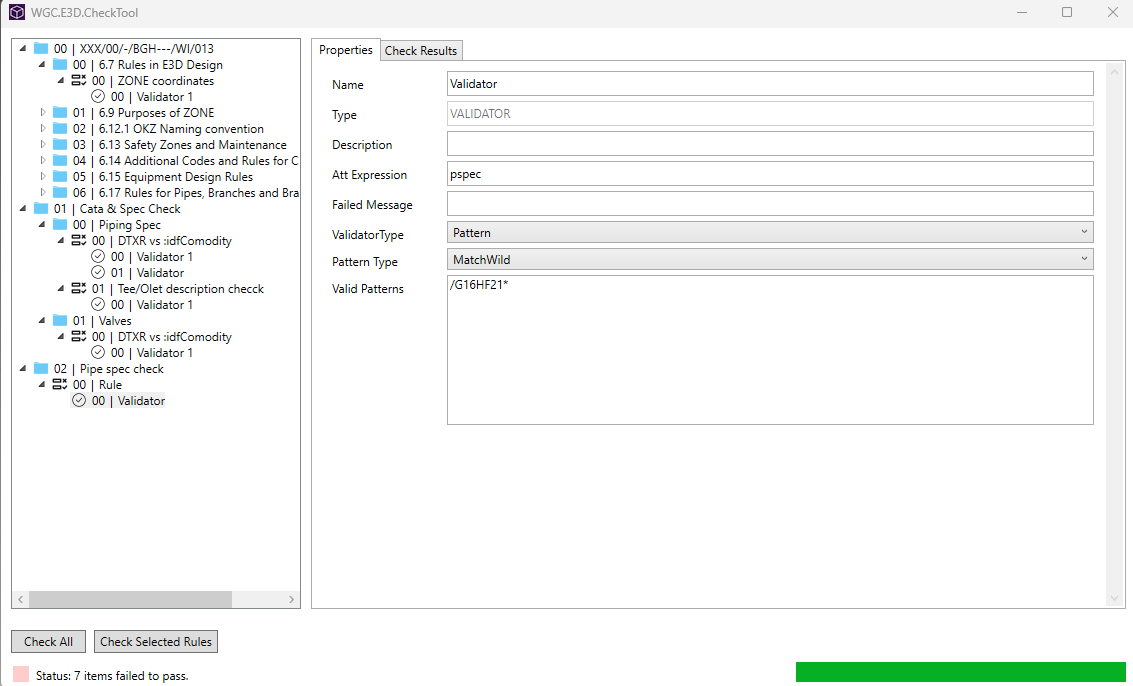 WGC.E3D.CheckTool
00 | XXX/00/-/BGH---/WI/013
00 | 6.7 Rules in E3D Design
00 | ZONE coordinates
00 | Validator 1
01 | 6.9 Purposes of ZONE
02 | 6.12.1 OKZ Naming convention
03 | 6.13 Safety Zones and Maintenance
04 | 6.14 Additional Codes and Rules for C
05 | 6.15 Equipment Design Rules
06 | 6.17 Rules for Pipes, Branches and Bra
01 | Cata & Spec Check
00 | Piping Spec
00 | DTXR vs :idfComodity
00 | Validator 1
01 | Validator
01 | Tee/Olet description checck
00 | Validator 1
01 | Valves
00 | DTXR vs :idfComodity
00 | Validator 1
02 | Pipe spec check
00 | Rule
00 | Validator
Properties
Check Results
Name
Validator
Type
VALIDATOR
Description
Att Expression
pspec
Failed Message
ValidatorType
Pattern
Pattern Type
MatchWild
Valid Patterns
/G16HF21*
Check All
Check Selected Rules
Status: 7 items failed to pass.